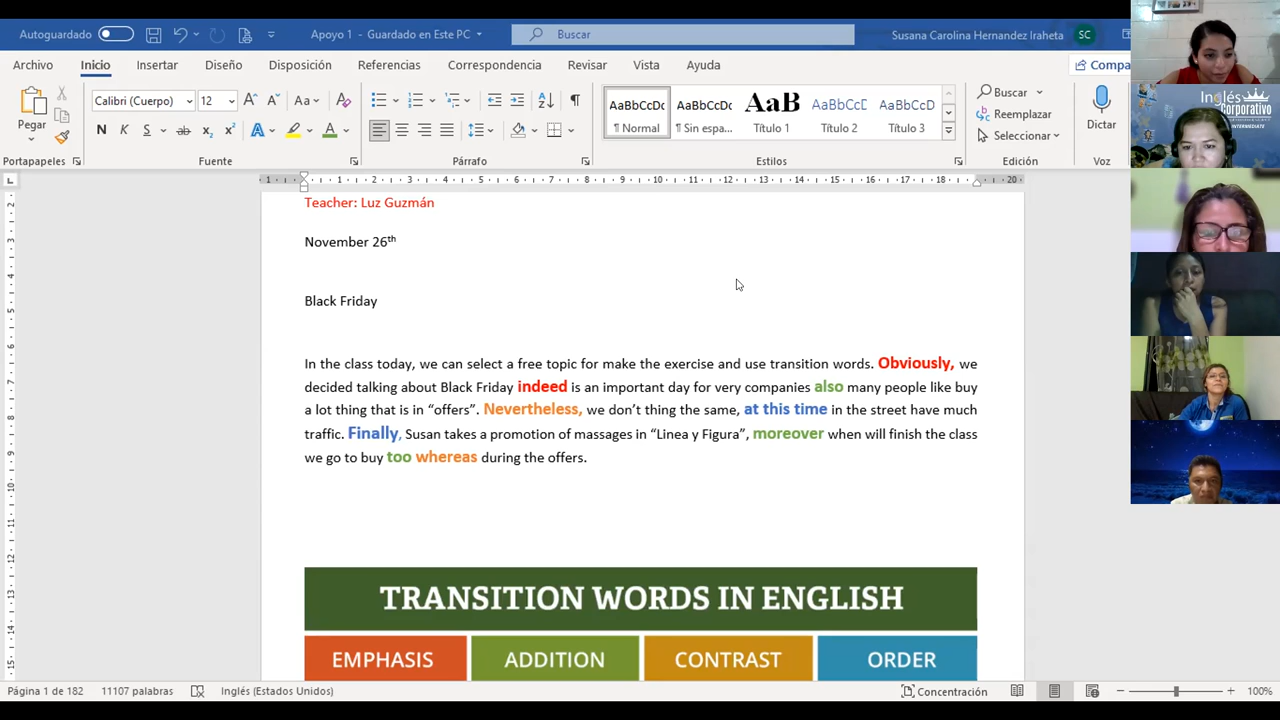 Autoguardado
Apoyo 1 - Guardado en Este PC
Buscar
Susana Carolina Hernandez Iraheta
SC
Archivo
Inicio
Insertar
Diseño
Disposición
Referencias
Correspondencia
Revisar
Vista
Ayuda
Compa
Pegar
Calibri (Cuerpo)
12
N K S ab x₂ x²
AaBbCcDc
¶ Normal
AaBbCcDc
¶ Sin espa...
AaB
Título 1
AaBbCcE
Título 2
AaBbCcD
Título 3
Buscar
Reemplazar
Seleccionar
Dictar
Portapapeles
Fuente
Párrafo
Estilos
Edición
Voz
Inglés
Corporativo
INTERMEDIATE
Teacher: Luz Guzmán
November 26th
Black Friday
In the class today, we can select a free topic for make the exercise and use transition words. Obviously, we
decided talking about Black Friday indeed is an important day for very companies also many people like buy
a lot thing that is in “offers”. Nevertheless, we don’t thing the same, at this time in the street have much
traffic. Finally, Susan takes a promotion of massages in “Linea y Figura”, moreover when will finish the class
we go to buy too whereas during the offers.
TRANSITION WORDS IN ENGLISH
EMPHASIS
ADDITION
CONTRAST
ORDER
Página 1 de 182
11107 palabras
Inglés (Estados Unidos)
Concentración
100%